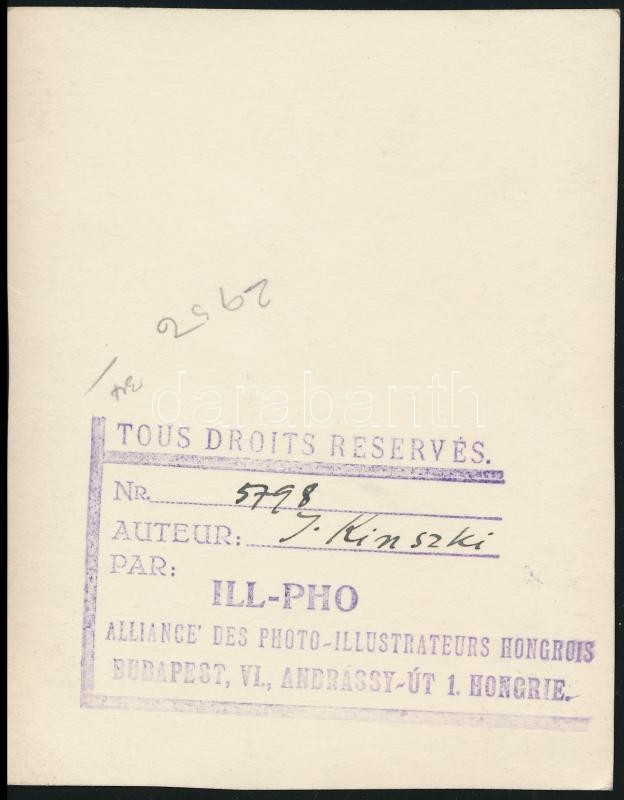 darabanth
TOUS DROITS RESERVÉS.
NR. 5798
AUTEUR: J. Kinszki
PAR:
ILL-PHO
ALLIANCE' DES PHOTO-ILLUSTRATEURS HONGROIS
BUDAPEST, VI., ANDRÁSSY-ÚT 1. HONGRIE.